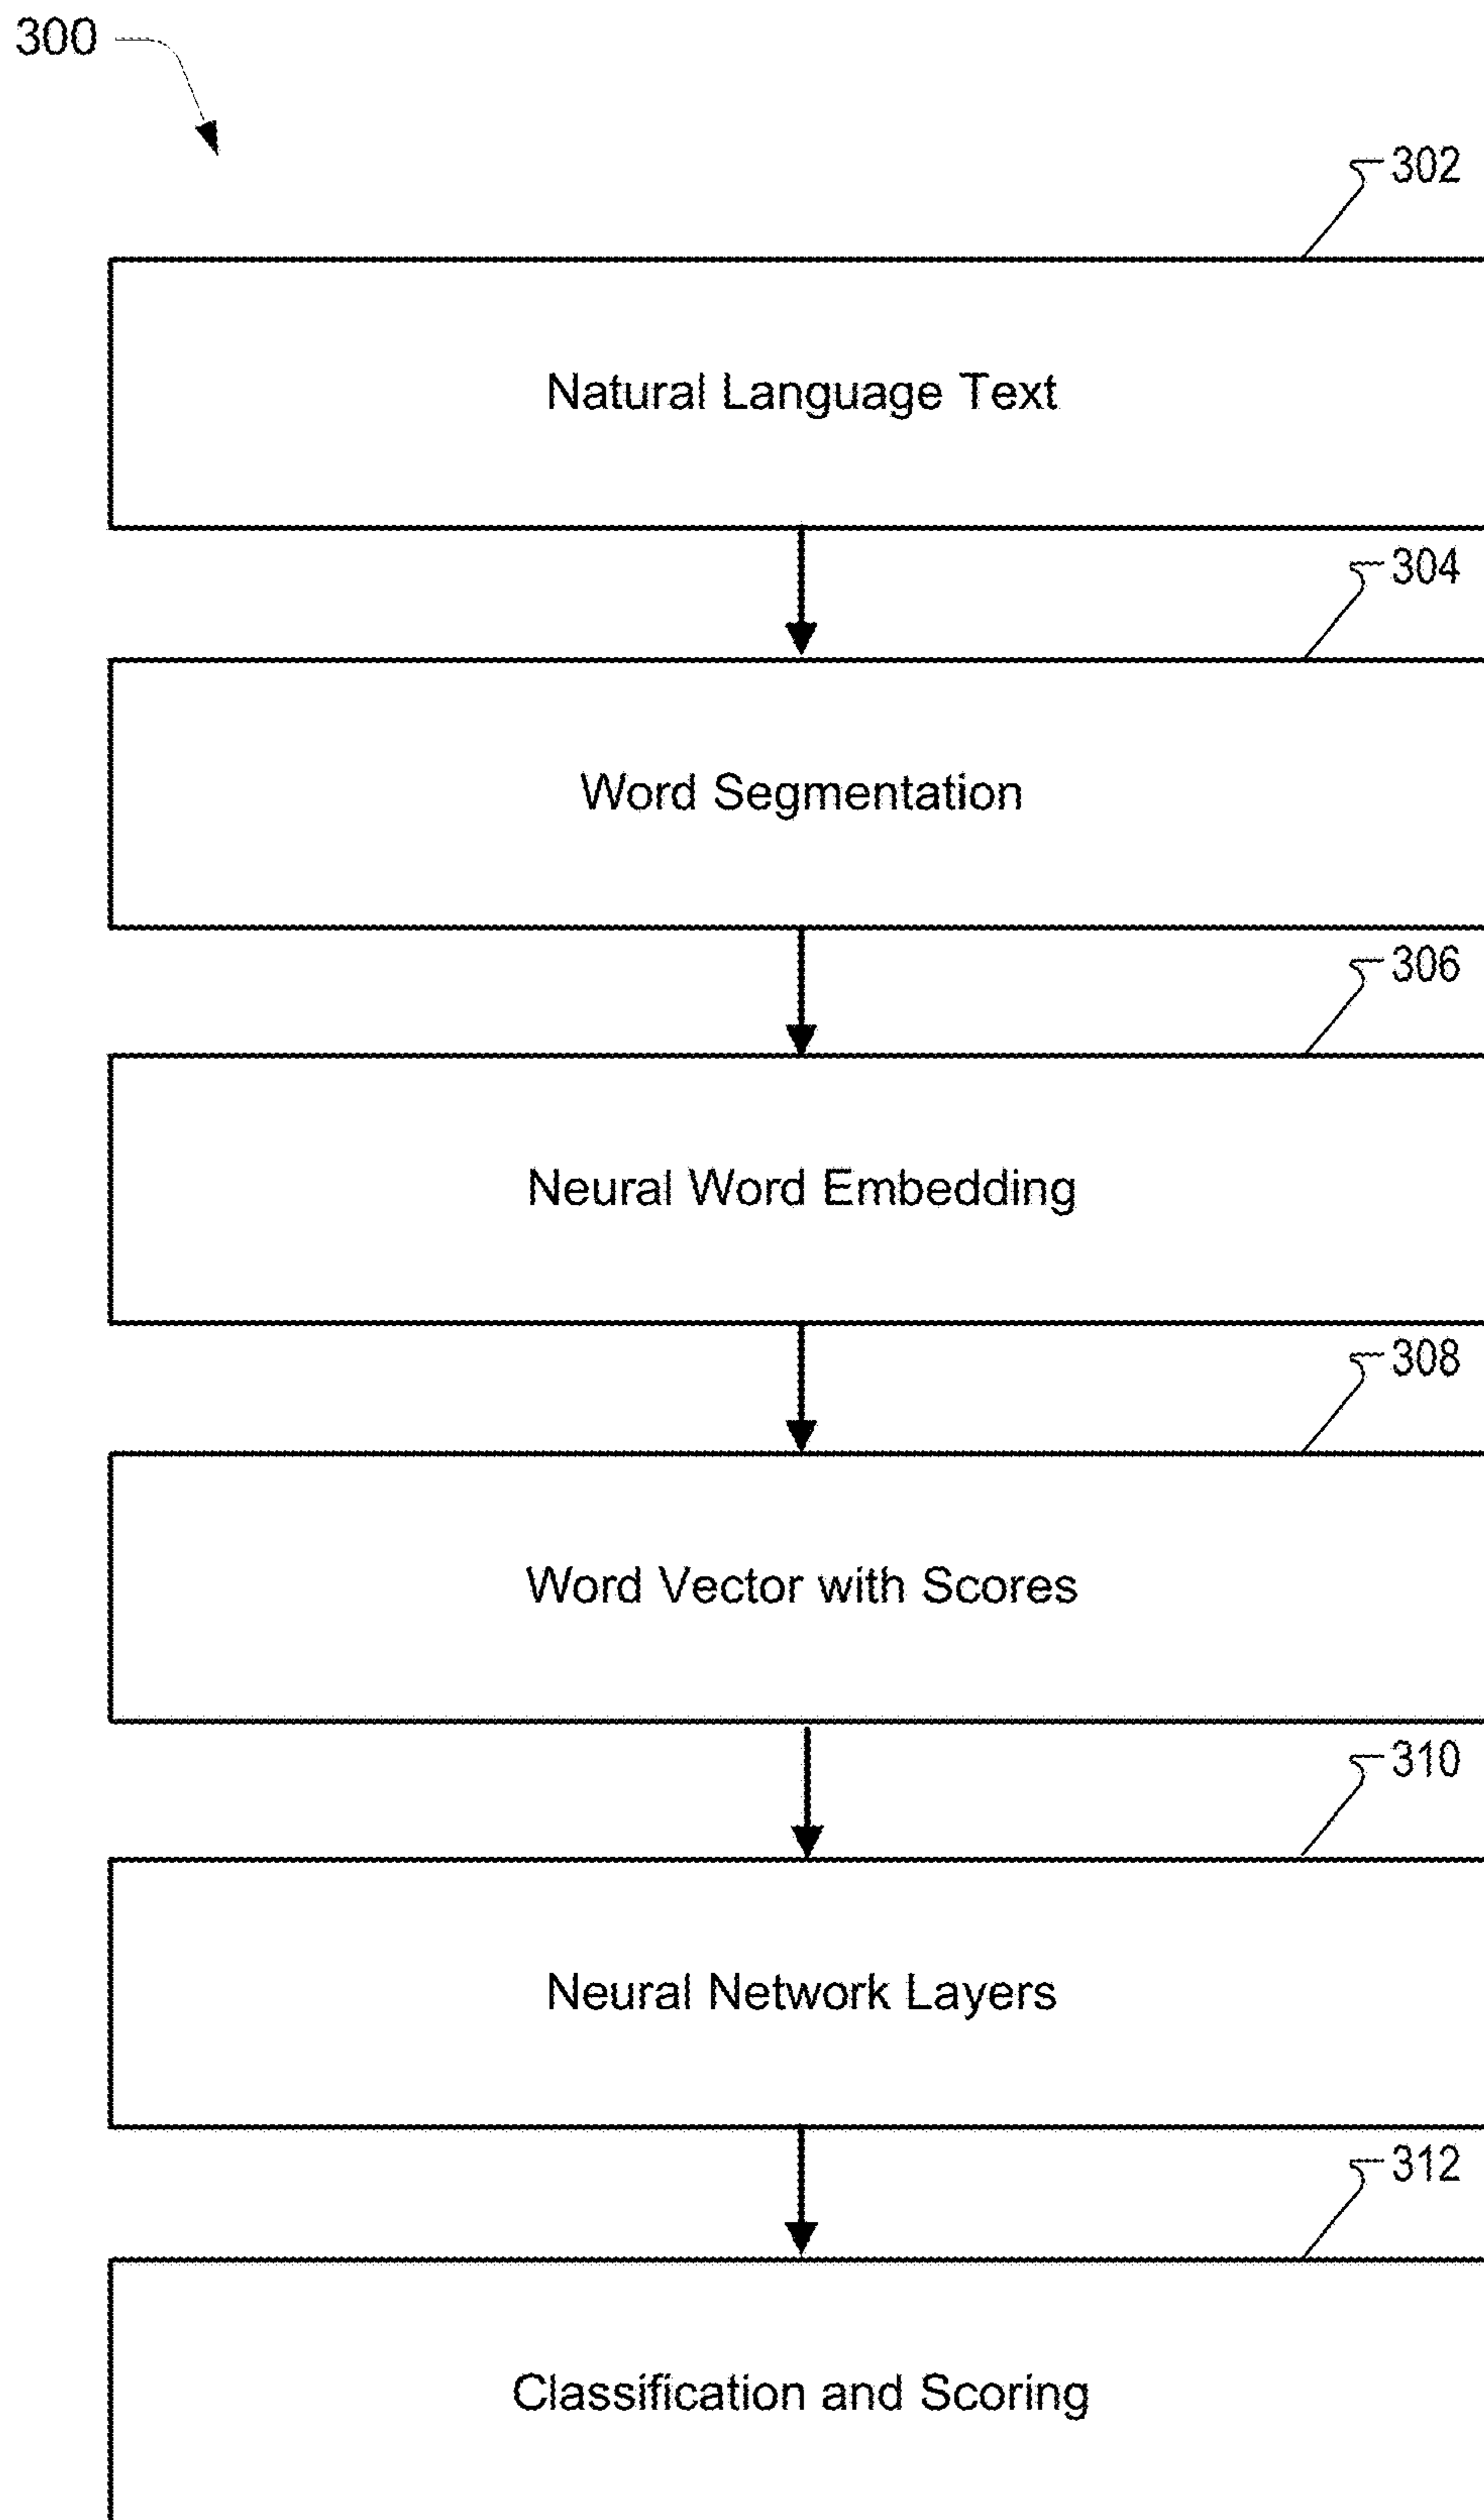 300
302
Natural Language Text
304
Word Segmentation
306
Neural Word Embedding
308
Word Vector with Scores
310
Neural Network Layers
312
Classification and Scoring